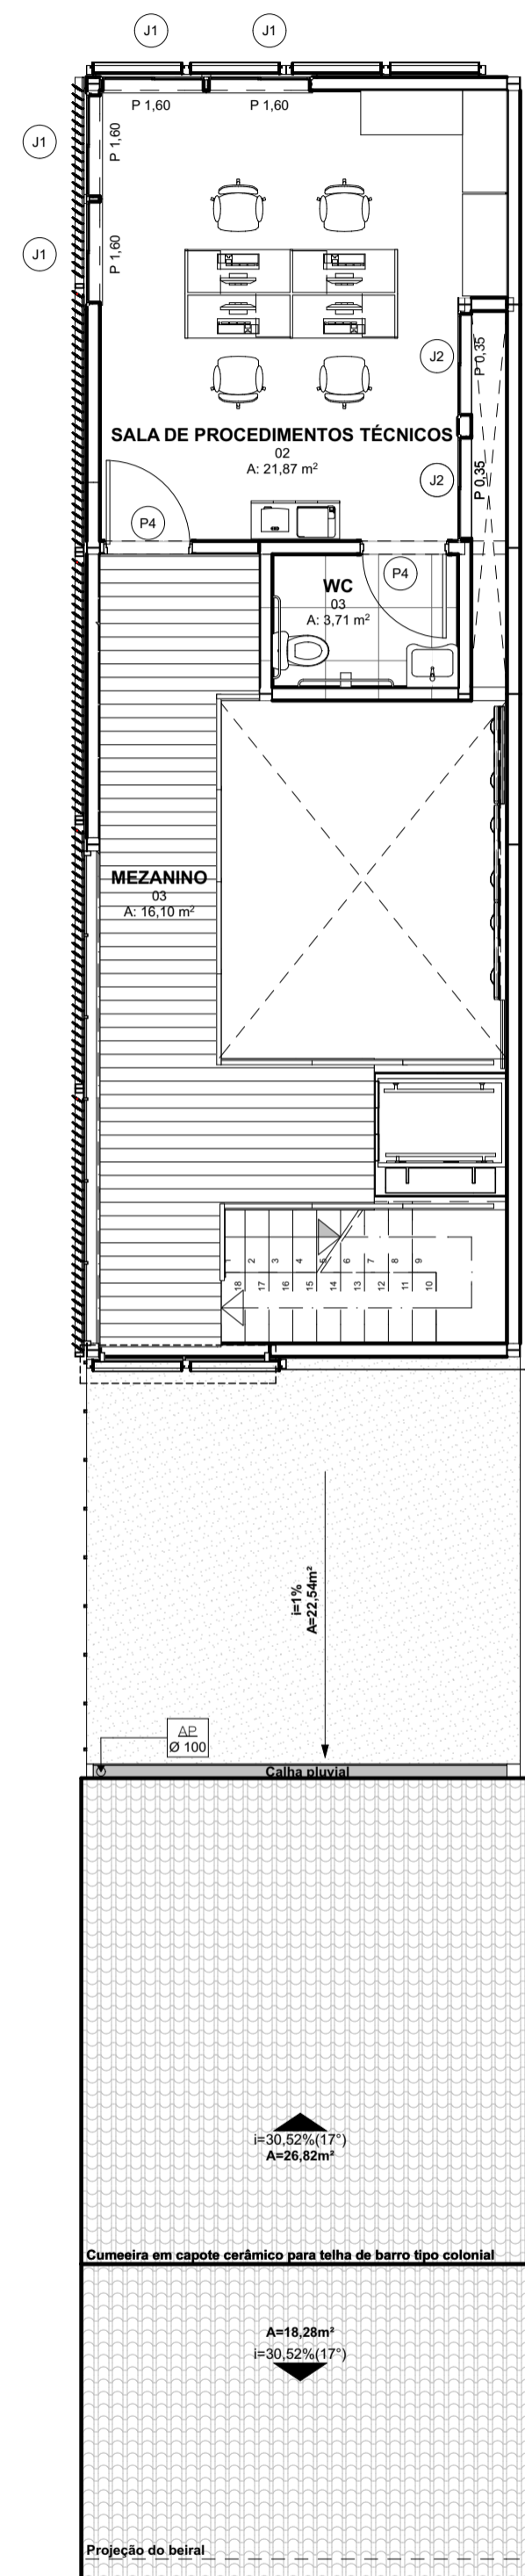 J1
J1
P 1,60
P 1,60
J1
P 1,60
J1
P 1,60
J2
P 0,35
SALA DE PROCEDIMENTOS TÉCNICOS
02
A: 21,87 m²
J2
P 0,35
P4
P4
WC
03
A: 3,71 m²
MEZANINO
03
A: 16,10 m²
1 2 3 4 5 6 7 8 9
18 17 16 15 14 13 12 11 10
i=1%
A=22,54m²
AP
Ø 100
Calha pluvial
i=30,52%(17°)
A=26,82m²
Cumeeira em capote cerâmico para telha de barro tipo colonial
A=18,28m²
i=30,52%(17°)
Projeção do beiral